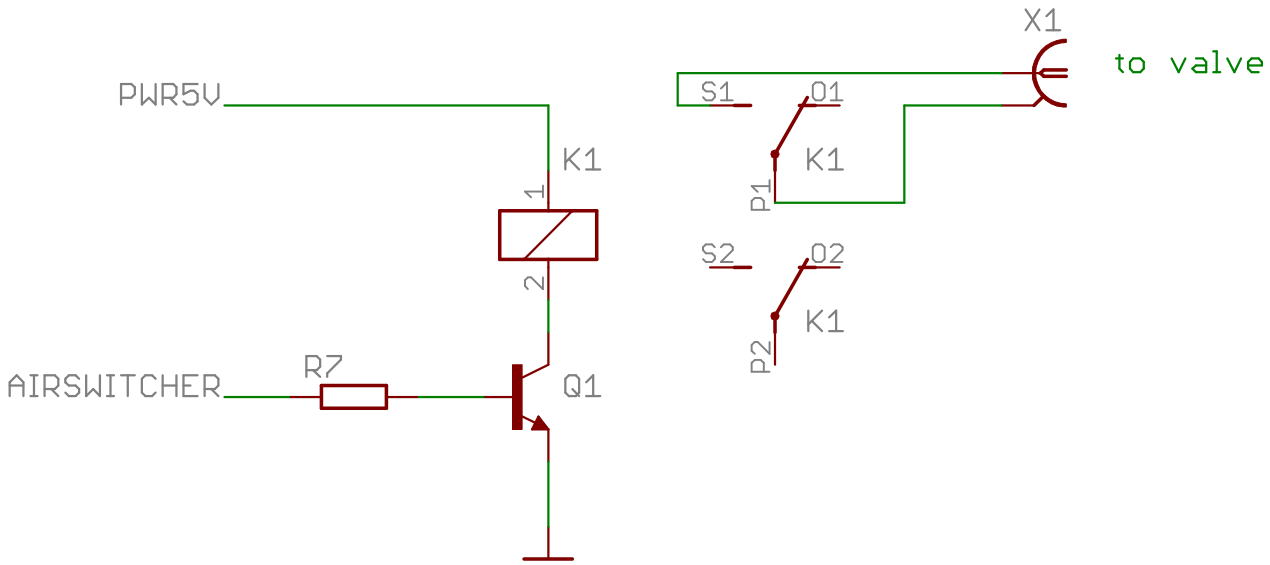 X1
to valve
PWR5V
S1
O1
K1
K1
1
P1
S2
O2
2
K1
P2
R7
AIRSWITCHER
Q1